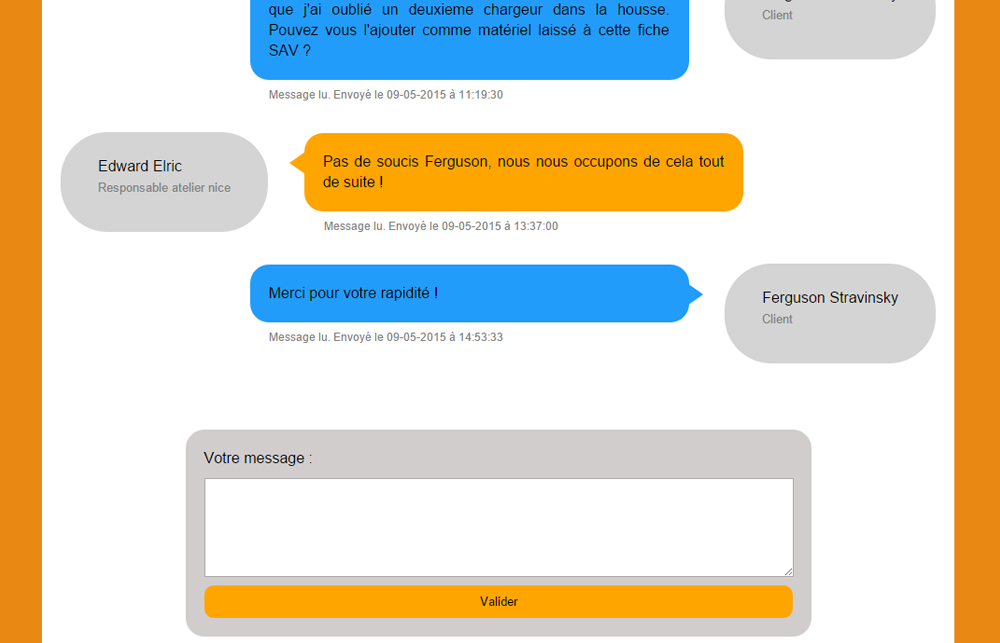 que j'ai oublié un deuxieme chargeur dans la housse.
Pouvez vous l'ajouter comme matériel laissé à cette fiche
SAV ?
Client
Message lu. Envoyé le 09-05-2015 à 11:19:30
Edward Elric
Responsable atelier nice
Pas de soucis Ferguson, nous nous occupons de cela tout
de suite !
Message lu. Envoyé le 09-05-2015 à 13:37:00
Merci pour votre rapidité !
Message lu. Envoyé le 09-05-2015 à 14:53:33
Ferguson Stravinsky
Client
Votre message :
Valider